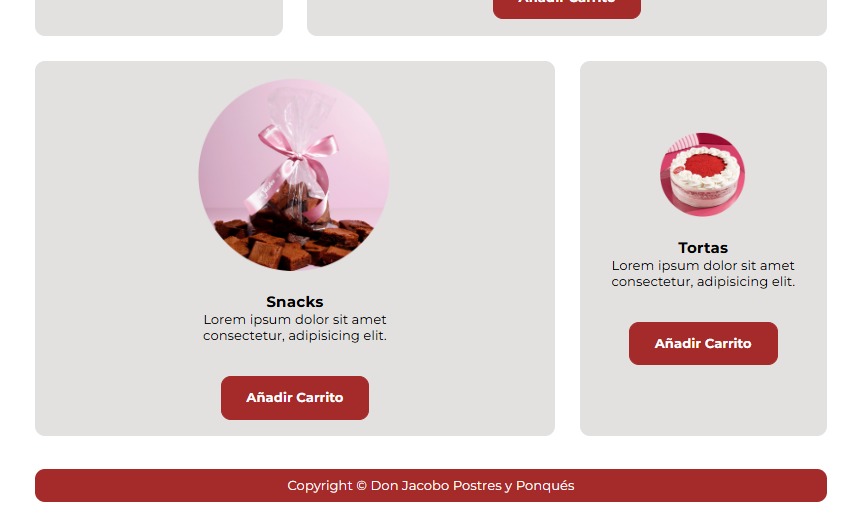 Añadir Carrito
Snacks
Lorem ipsum dolor sit amet
consectetur, adipisicing elit.
Añadir Carrito
Tortas
Lorem ipsum dolor sit amet
consectetur, adipisicing elit.
Añadir Carrito
Copyright © Don Jacobo Postres y Ponqués